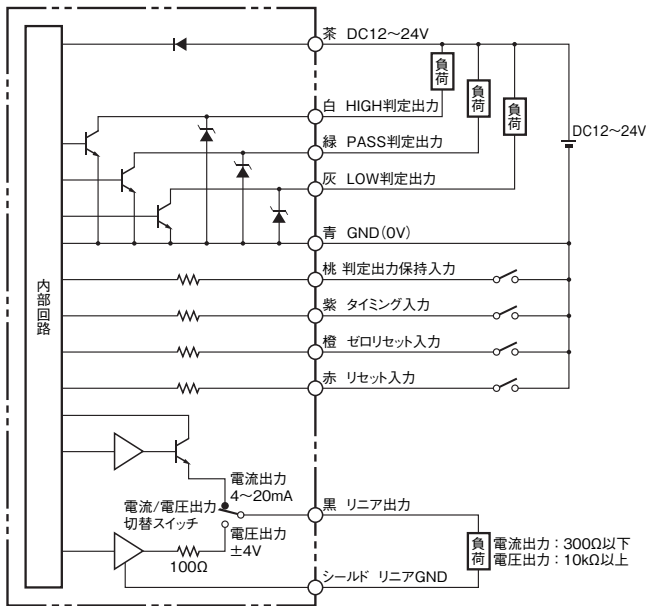 茶 DC12～24V
負荷
負荷
負荷
DC12～24V
白 HIGH判定出力
緑 PASS判定出力
灰 LOW判定出力
青 GND(0V)
内部回路
桃 判定出力保持入力
紫 タイミング入力
橙 ゼロリセット入力
赤 リセット入力
電流出力
4～20mA
電流/電圧出力
切替スイッチ
黒 リニア出力
電圧出力
±4V
100Ω
負荷
電流出力：300Ω以下
電圧出力：10kΩ以上
シールド リニアGND